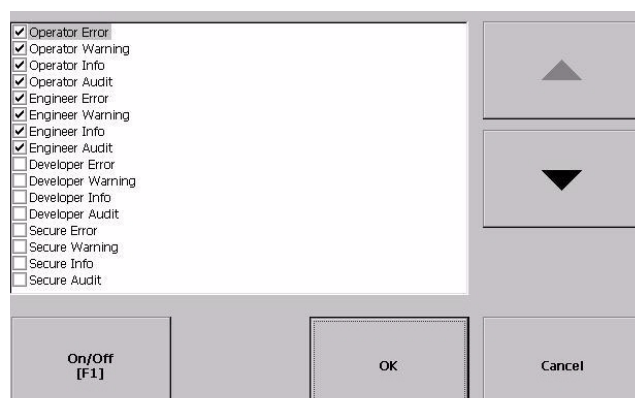 Operator Error
Operator Warning
Operator Info
Operator Audit
Engineer Error
Engineer Warning
Engineer Info
Engineer Audit
Developer Error
Developer Warning
Developer Info
Developer Audit
Secure Error
Secure Warning
Secure Info
Secure Audit
On/Off
[F1]
OK
Cancel